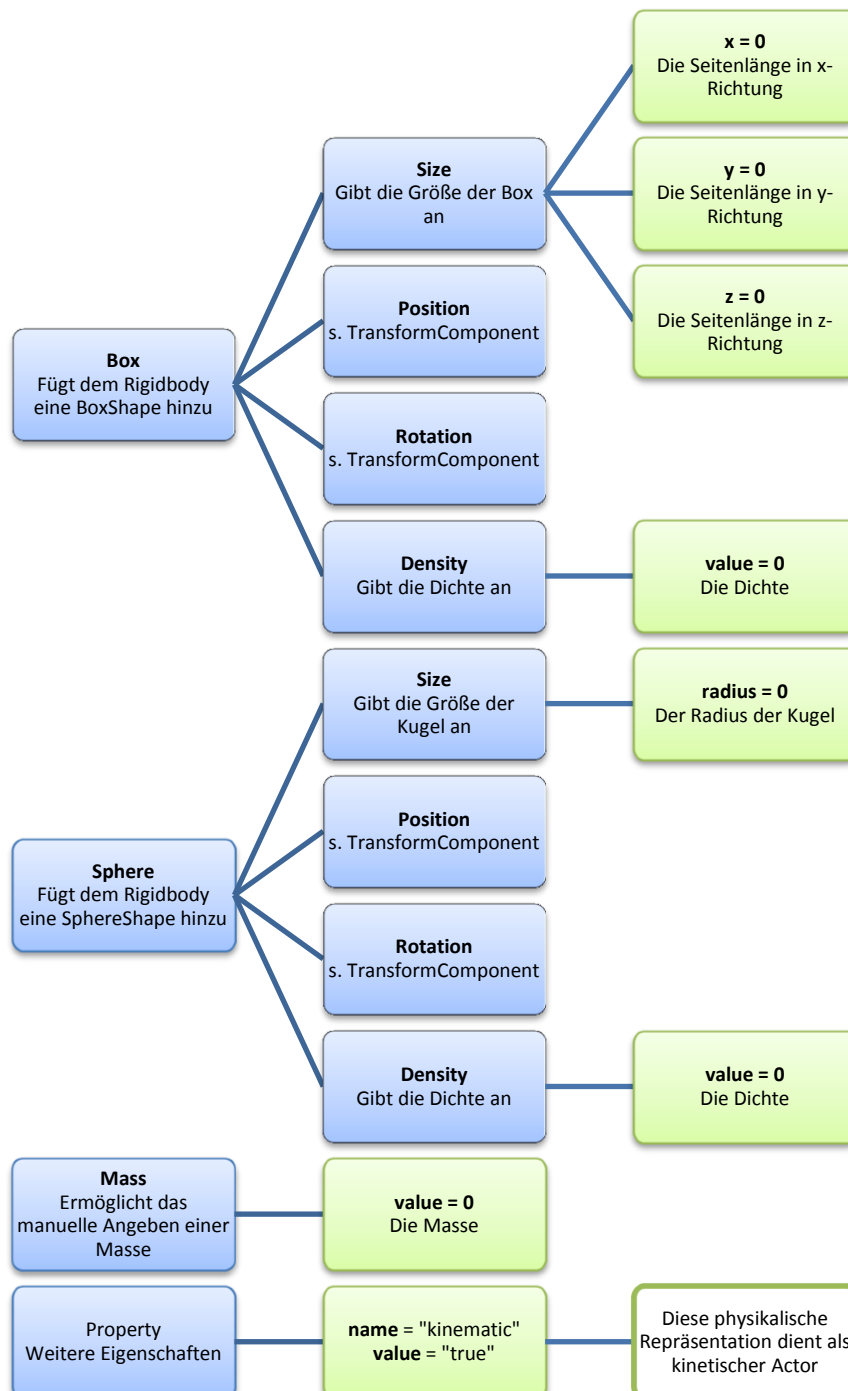 x = 0
Die Seitenlänge in x-
Richtung
Size
Gibt die Größe der Box
an
y = 0
Die Seitenlänge in y-
Richtung
z = 0
Die Seitenlänge in z-
Richtung
Position
s. TransformComponent
Box
Fügt dem Rigidbody
eine BoxShape hinzu
Rotation
s. TransformComponent
Density
Gibt die Dichte an
value = 0
Die Dichte
Size
Gibt die Größe der
Kugel an
radius = 0
Der Radius der Kugel
Position
s. TransformComponent
Sphere
Fügt dem Rigidbody
eine SphereShape hinzu
Rotation
s. TransformComponent
Density
Gibt die Dichte an
value = 0
Die Dichte
Mass
Ermöglicht das
manuelle Angeben einer
Masse
value = 0
Die Masse
Property
Weitere Eigenschaften
name = "kinematic"
value = "true"
Diese physikalische
Repräsentation dient als
kinetischer Actor